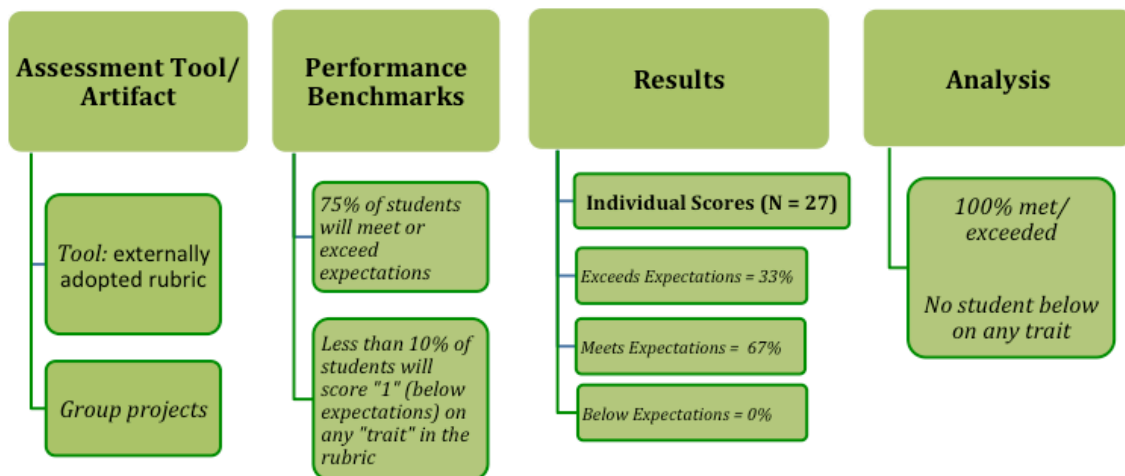 Assessment Tool/
Artifact
Tool: externally
adopted rubric
Group projects
Performance
Benchmarks
75% of students
will meet or
exceed
expectations
Less than 10% of
students will
score "1" (below
expectations) on
any "trait" in the
rubric
Results
Individual Scores (N = 27)
Exceeds Expectations = 33%
Meets Expectations = 67%
Below Expectations = 0%
Analysis
100% met/
exceeded
No student below
on any trait